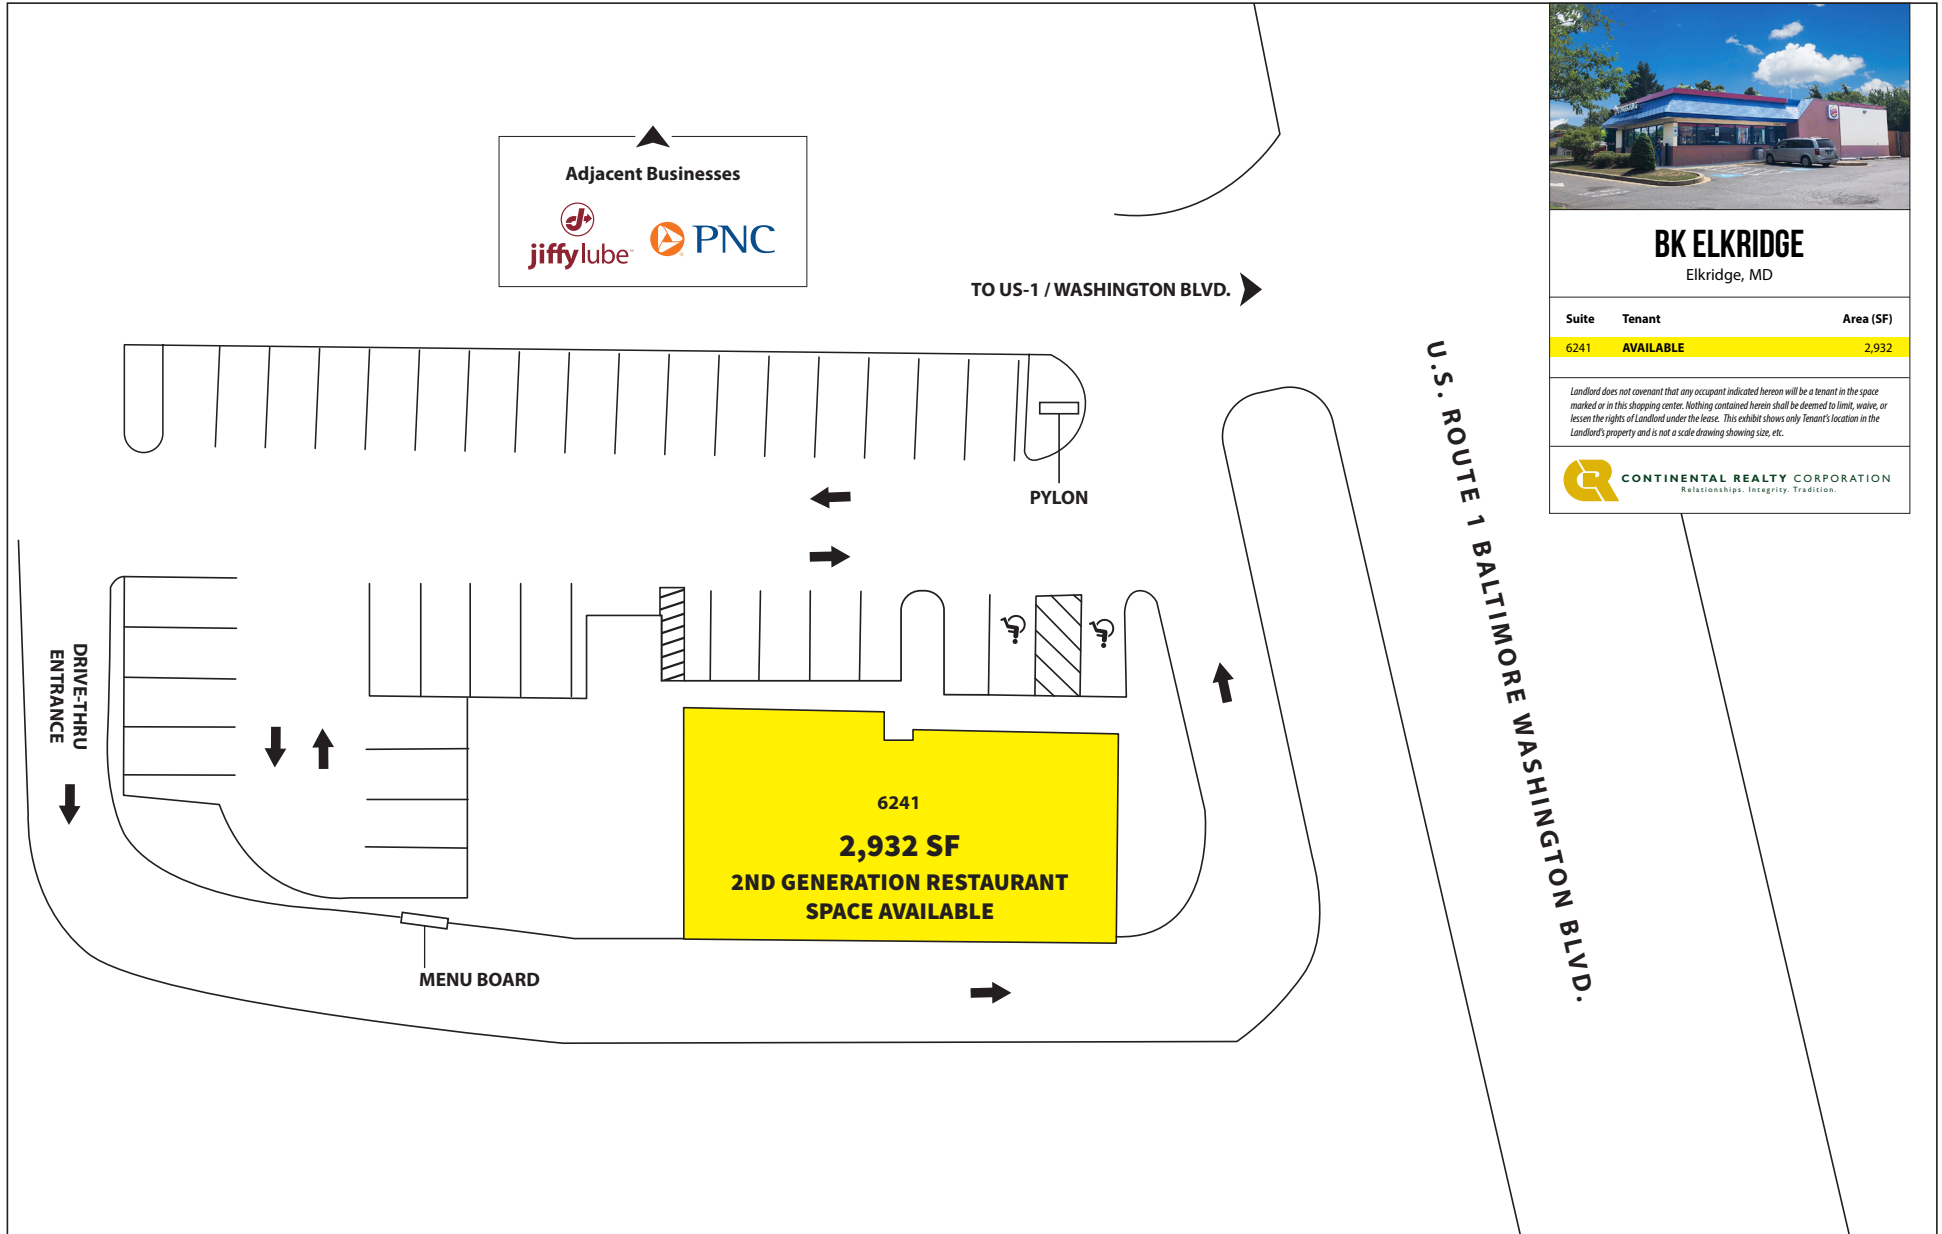 Adjacent Businesses
jiffylube
PNC
TO US-1 / WASHINGTON BLVD.
PYLON
DRIVE-THRU
ENTRANCE
6241
2,932 SF
2ND GENERATION RESTAURANT
SPACE AVAILABLE
MENU BOARD
U.S. ROUTE 1 BALTIMORE WASHINGTON BLVD.
BK ELKRIDGE
Elkridge, MD
Suite Tenant Area (SF)
6241 AVAILABLE 2,932
Landlord does not covenant that any occupant indicated hereon will be a tenant in the space
marked or in this shopping center. Nothing contained herein shall be deemed to limit, waive, or
lessen the rights of Landlord under the lease. This exhibit shows only Tenant's location in the
Landlord's property and is not a scale drawing showing size, etc.
CONTINENTAL REALTY CORPORATION
Relationships. Integrity. Tradition.